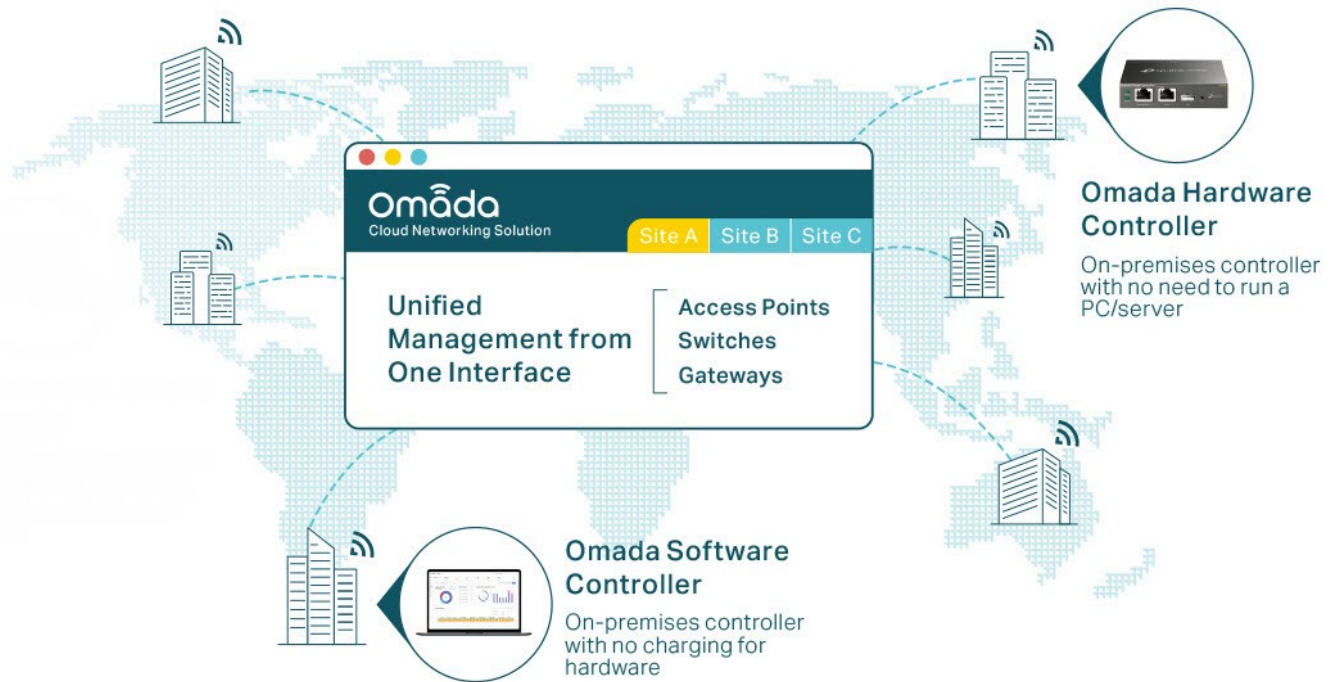 Omada
Cloud Networking Solution
Site A
Site B
Site C
Unified
Management from
One Interface
Access Points
Switches
Gateways
Omada Hardware
Controller
On-premises controller
with no need to run a
PC/server
Omada Software
Controller
On-premises controller
with no charging for
hardware